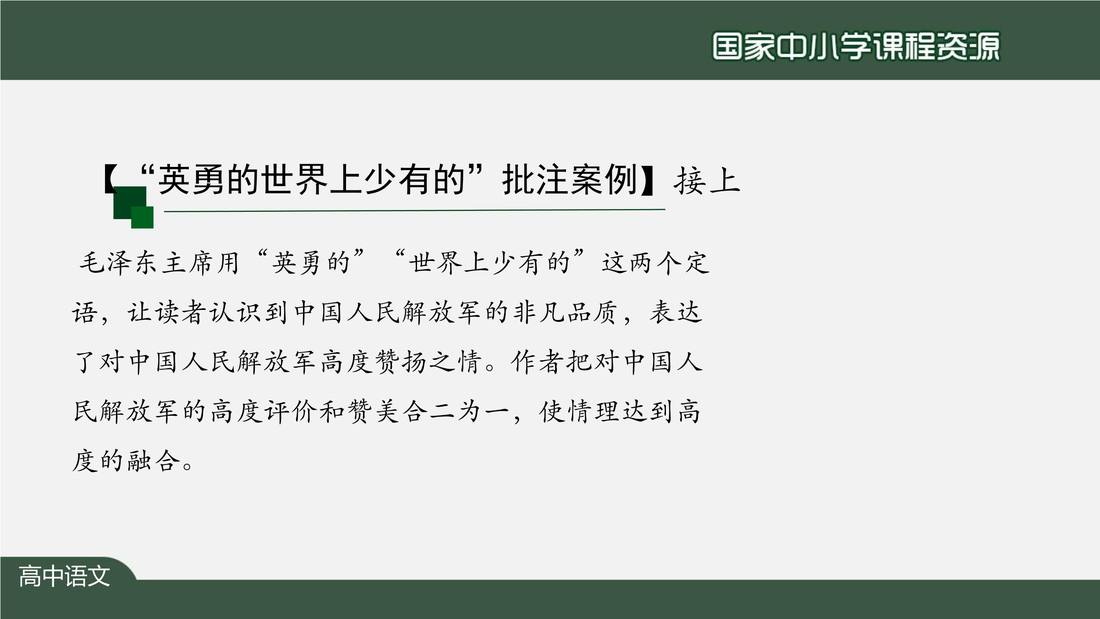 国家中小学课程资源
【“英勇的世界上少有的”批注案例】接上
毛泽东主席用“英勇的”“世界上少有的”这两个定
语，让读者认识到中国人民解放军的非凡品质，表达
了对中国人民解放军高度赞扬之情。作者把对中国人
民解放军的高度评价和赞美合二为一，使情理达到高
度的融合。
高中语文